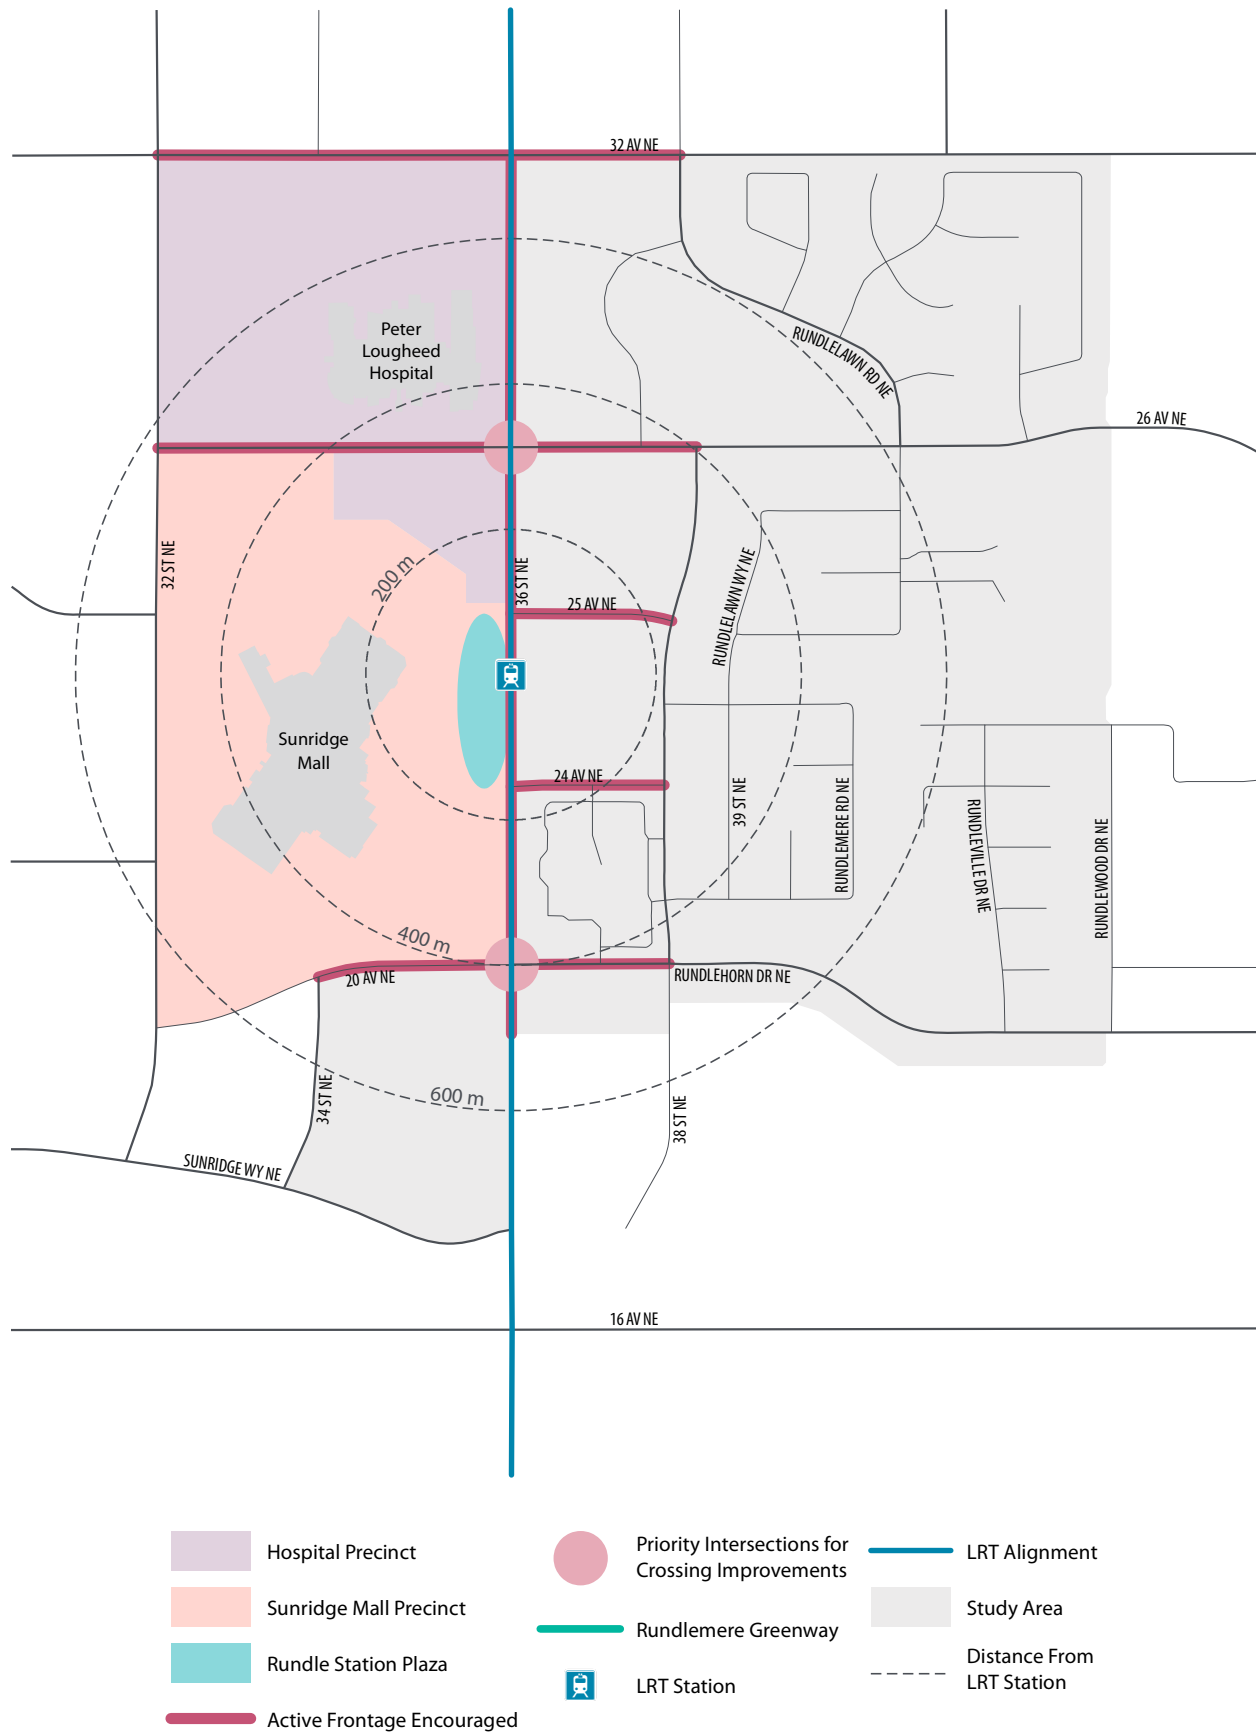 32 AV NE
Peter
Lougheed
Hospital
RUNDLELAWN RD NE
26 AV NE
32 ST NE
200 m
36 ST NE
25 AV NE
RUNDLELAWN WY NE
Sunridge
Mall
24 AV NE
39 ST NE
RUNDLEMERE RD NE
RUNDLEVILLE DR NE
RUNDLEWOOD DR NE
400 m
20 AV NE
RUNDLEHORN DR NE
600 m
34 ST NE
38 ST NE
SUNRIDGE WY NE
16 AV NE
Hospital Precinct
Sunridge Mall Precinct
Rundle Station Plaza
Active Frontage Encouraged
Priority Intersections for
Crossing Improvements
Rundlemere Greenway
LRT Station
LRT Alignment
Study Area
Distance From
LRT Station